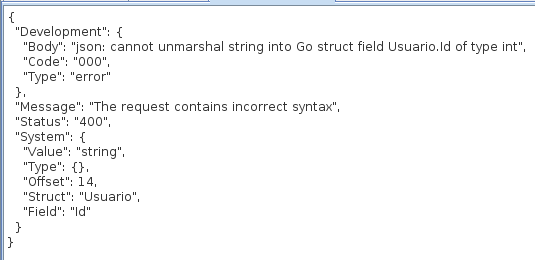 {
"Development": {
"Body": "json: cannot unmarshal string into Go struct field Usuario.Id of type int",
"Code": "000",
"Type": "error"
},
"Message": "The request contains incorrect syntax",
"Status": "400",
"System": {
"Value": "string",
"Type": {},
"Offset": 14,
"Struct": "Usuario",
"Field": "Id"
}
}